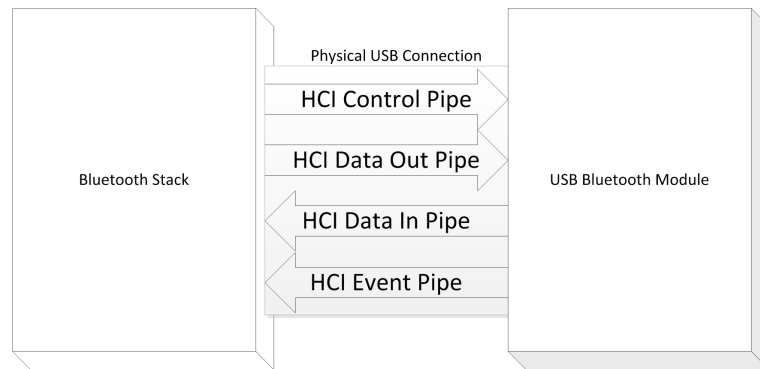 Physical USB Connection
HCI Control Pipe
HCI Data Out Pipe
Bluetooth Stack
USB Bluetooth Module
HCI Data In Pipe
HCI Event Pipe